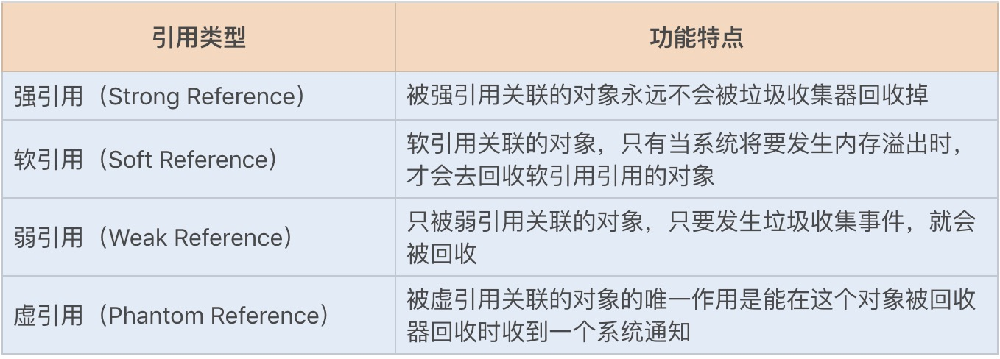 引用类型
功能特点
强引用（Strong Reference）
被强引用关联的对象永远不会被垃圾收集器回收掉
软引用（Soft Reference）
软引用关联的对象，只有当系统将要发生内存溢出时，
才会去回收软引用引用的对象
弱引用（Weak Reference）
只被弱引用关联的对象，只要发生垃圾收集事件，就会
被回收
虚引用（Phantom Reference）
被虚引用关联的对象的唯一作用是能在这个对象被回收
器回收时收到一个系统通知